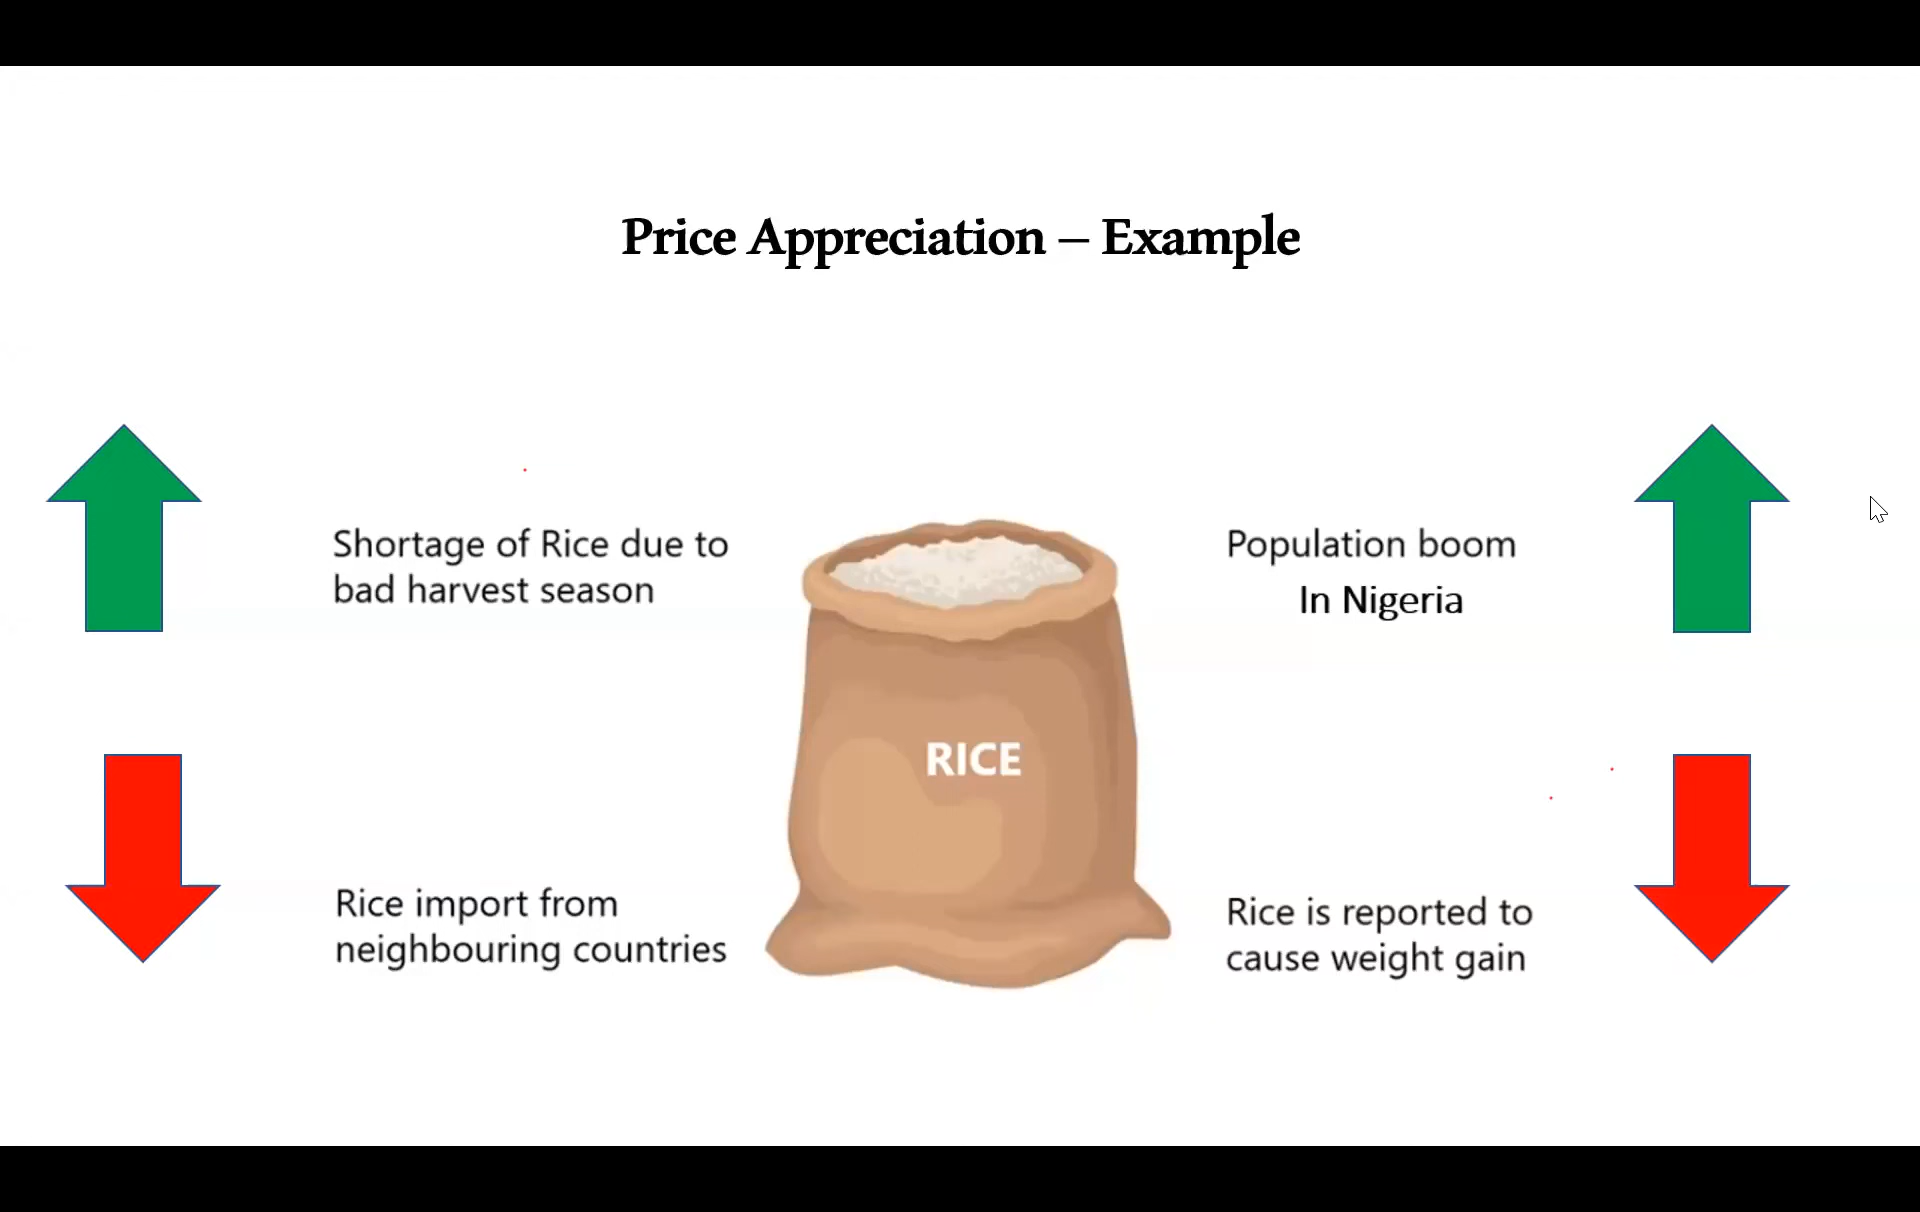 Price Appreciation – Example
Shortage of Rice due to
bad harvest season
Population boom
In Nigeria
RICE
Rice import from
neighbouring countries
Rice is reported to
cause weight gain